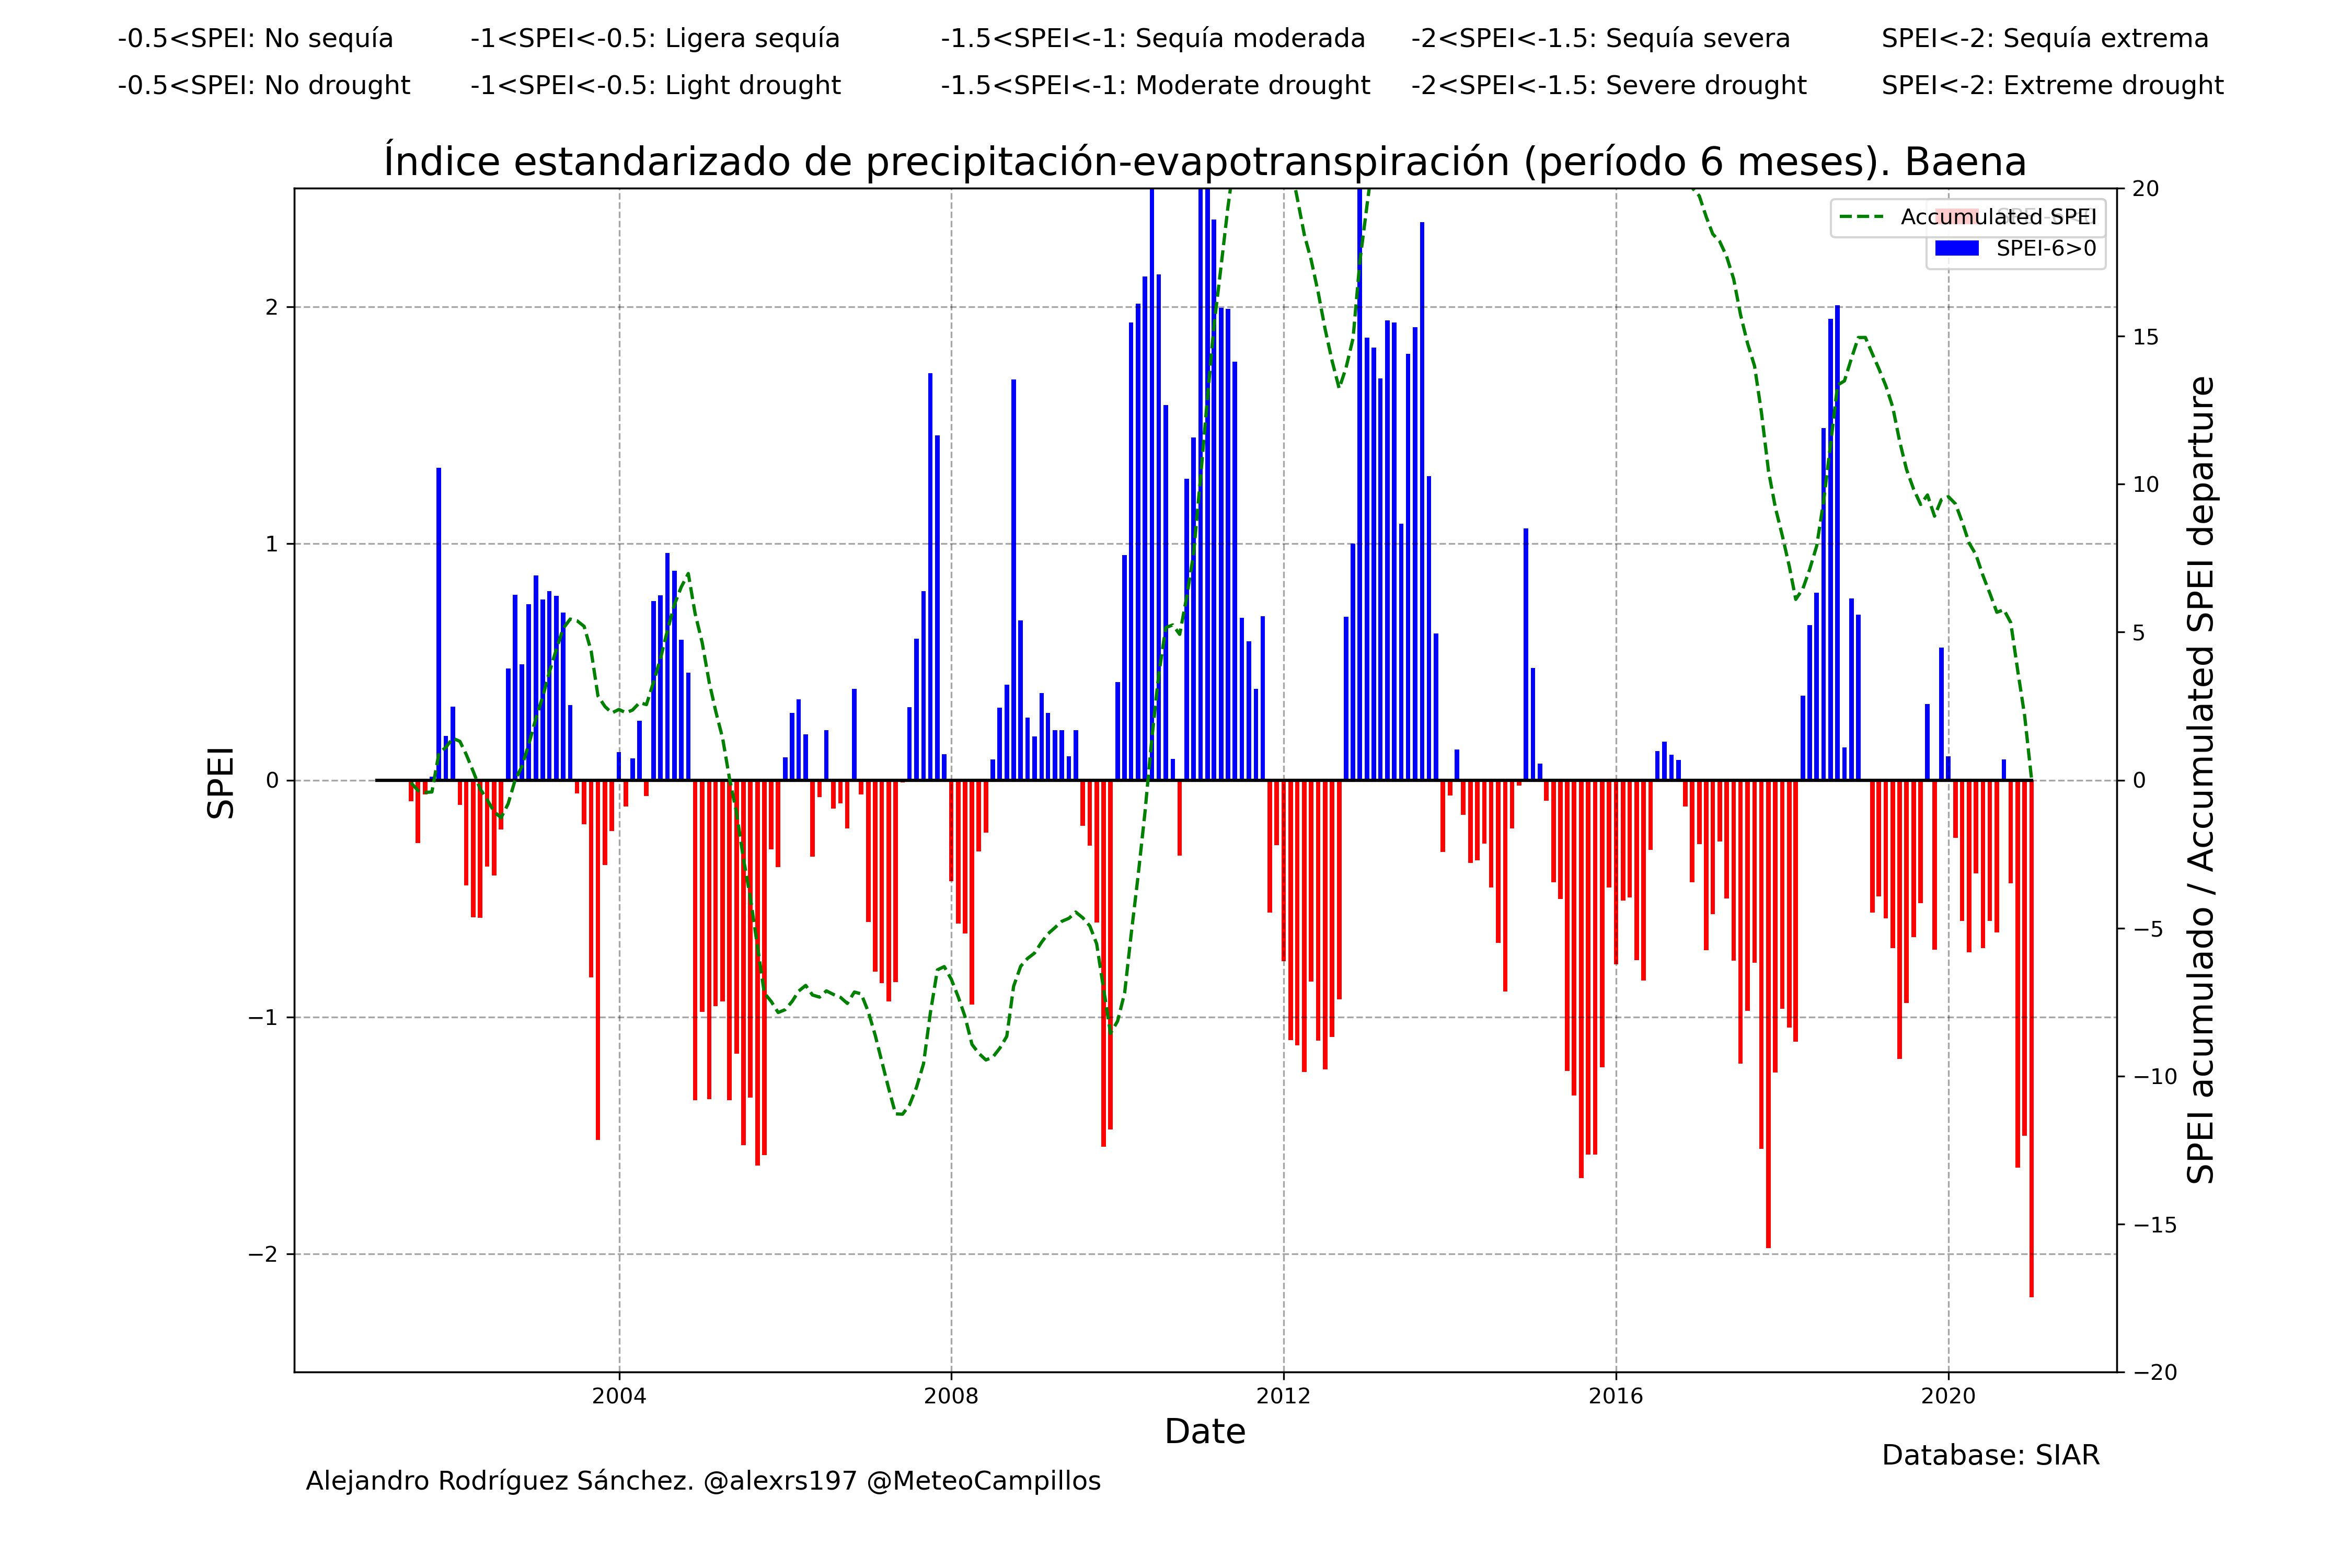 -0.5<SPEI: No sequía -1<SPEI<-0.5: Ligera sequía -1.5<SPEI<-1: Sequía moderada -2<SPEI<-1.5: Sequía severa SPEI<-2: Sequía extrema
-0.5<SPEI: No drought -1<SPEI<-0.5: Light drought -1.5<SPEI<-1: Moderate drought -2<SPEI<-1.5: Severe drought SPEI<-2: Extreme drought
Índice estandarizado de precipitación-evapotranspiración (período 6 meses). Baena
Accumulated SPEI
SPEI-6>0
SPEI
2
1
0
−1
−2
20
15
10
5
0
−5
−10
−15
−20
SPEI acumulado / Accumulated SPEI departure
2004 2008 2012 2016 2020
Date
Database: SIAR
Alejandro Rodríguez Sánchez. @alexrs197 @MeteoCampillos